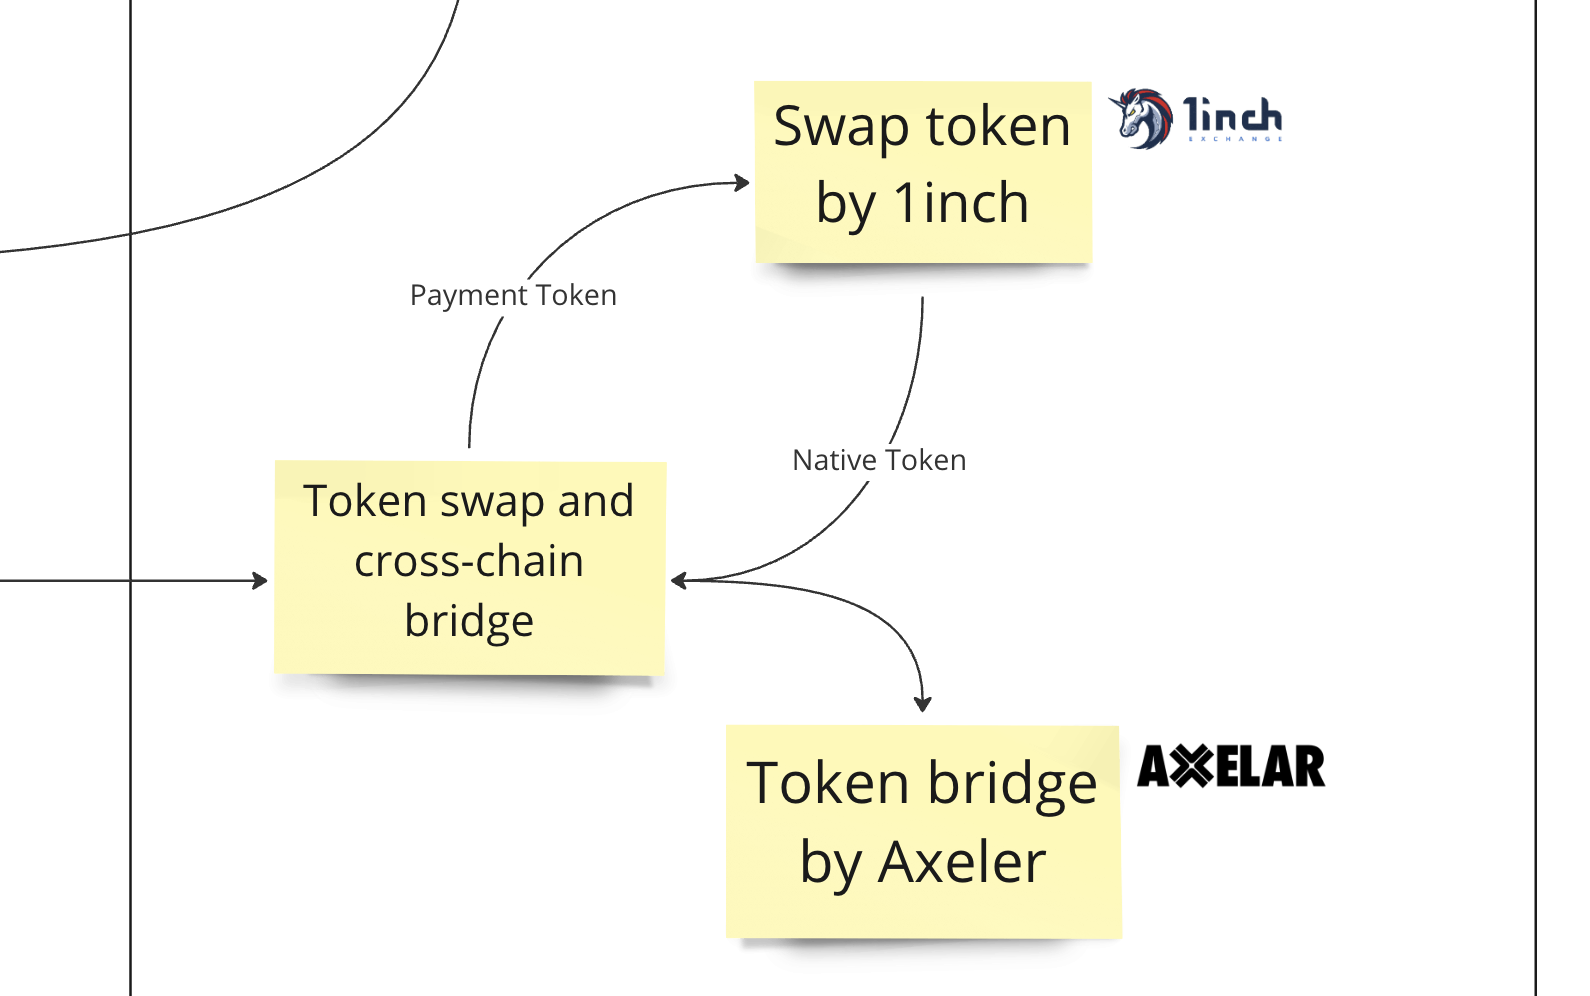 Swap token
by 1inch
1inch
EXCHANGE
Payment Token
Native Token
Token swap and
cross-chain
bridge
Token bridge
by Axeler
AXELAR